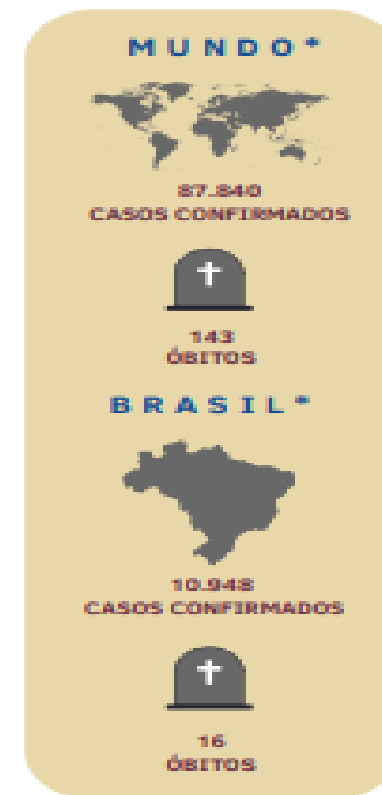 MUNDO*
87.840
CASOS CONFIRMADOS
143
ÓBITOS
BRASIL*
10.948
CASOS CONFIRMADOS
16
ÓBITOS